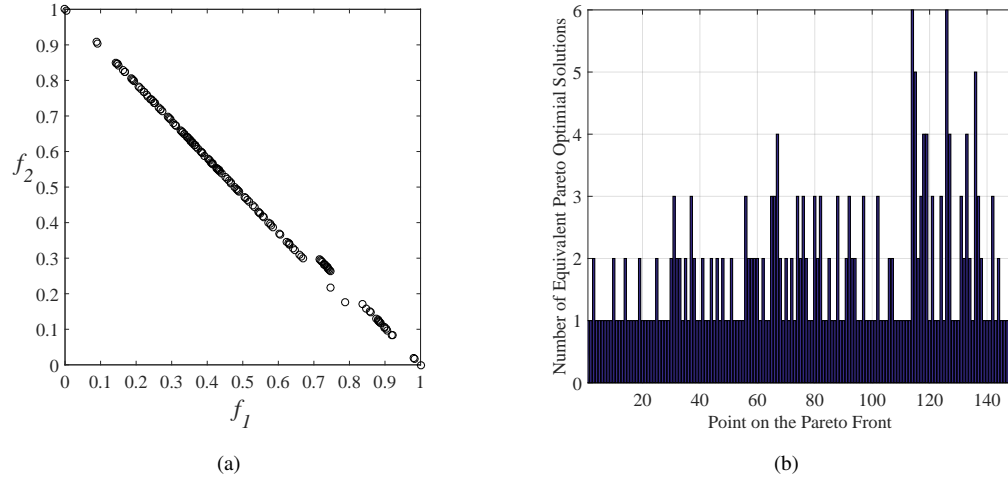 1
0.9
0.8
0.7
0.6
0.5
0.4
0.3
0.2
0.1
0
f2
0 0.1 0.2 0.3 0.4 0.5 0.6 0.7 0.8 0.9 1
f1
(a)
Number of Equivalent Pareto Optimial Solutions
6
5
4
3
2
1
0
20 40 60 80 100 120 140
Point on the Pareto Front
(b)